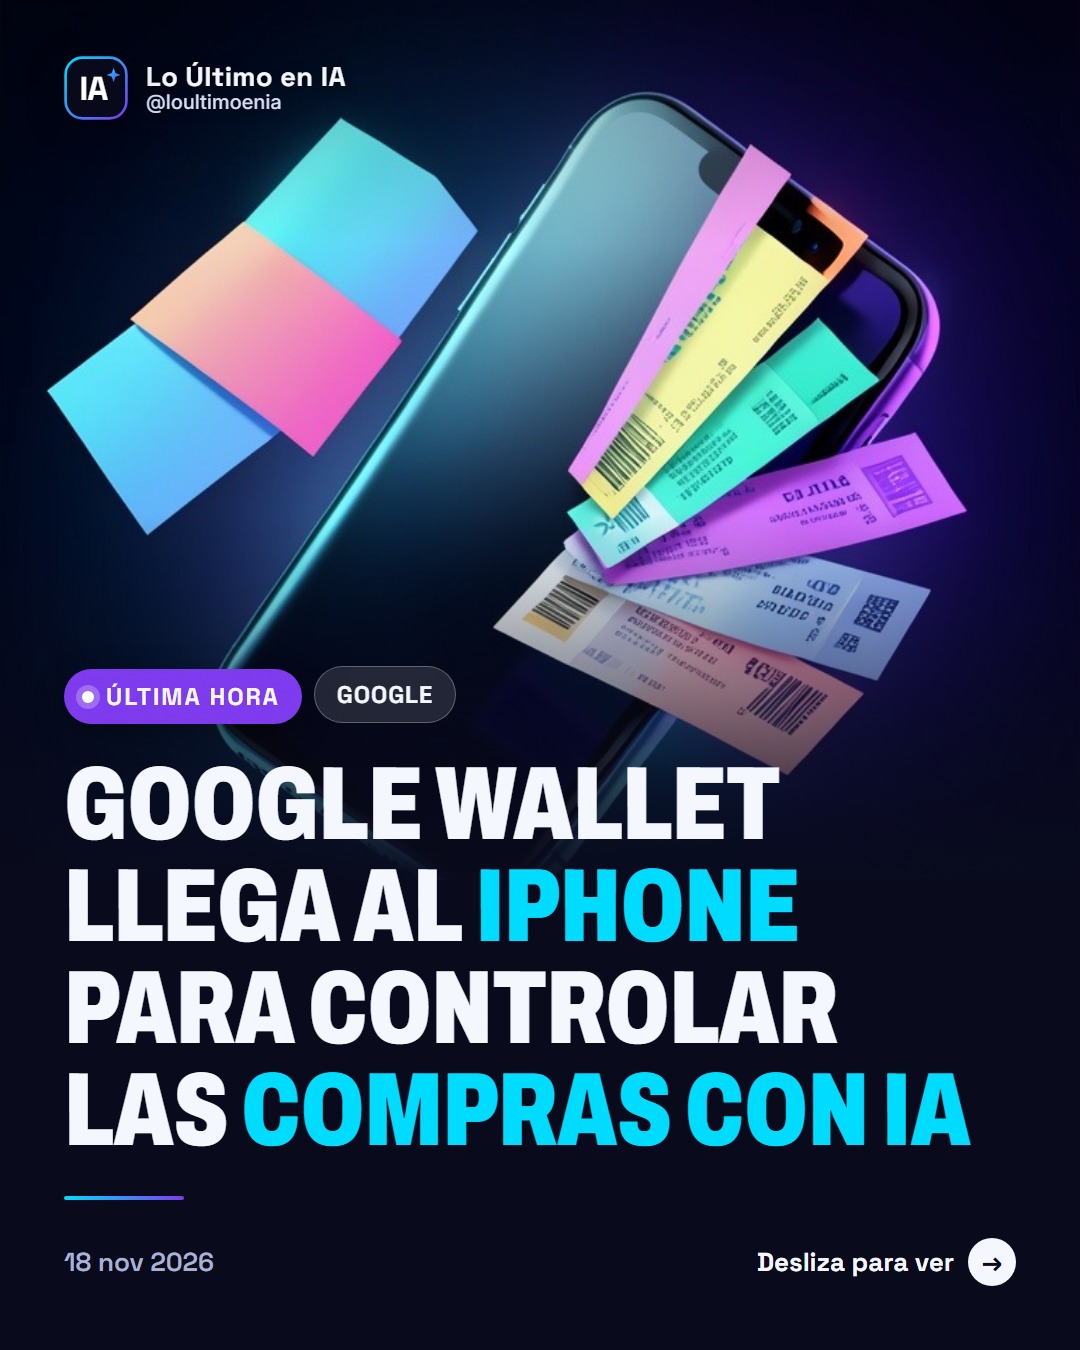 IA
Lo Último en IA
@loultimoenia
ÚLTIMA HORA
GOOGLE
GOOGLE WALLET
LLEGA AL IPHONE
PARA CONTROLAR
LAS COMPRAS CON IA
18 nov 2026
Desliza para ver →